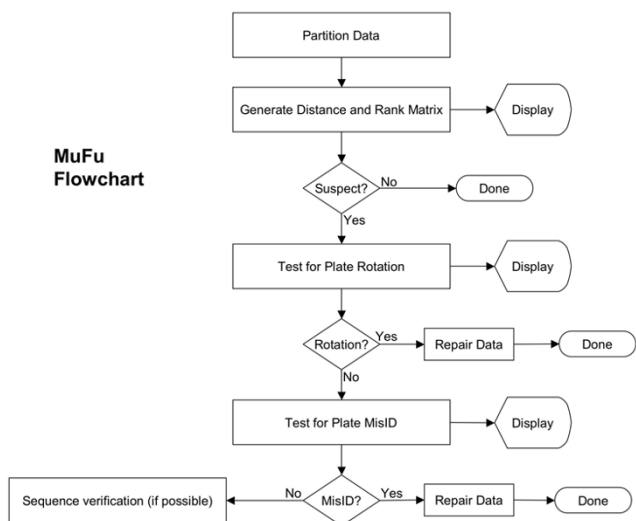 Partition Data
Generate Distance and Rank Matrix
Display
MuFu
Flowchart
Suspect?
No
Done
Yes
Test for Plate Rotation
Display
Rotation?
Yes
Repair Data
Done
No
Test for Plate MisID
Display
Sequence verification (if possible)
No
MisID?
Yes
Repair Data
Done